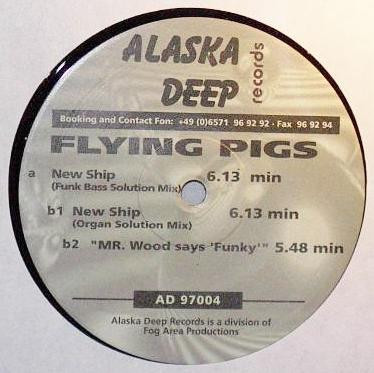 ALASKA
DEEP
records
Booking and Contact Fon: +49 (0)6571 96 92 92 - Fax 96 92 94
FLYING PIGS
a New Ship 6.13 min
(Funk Bass Solution Mix)
b1 New Ship 6.13 min
(Organ Solution Mix)
b2 "MR. Wood says 'Funky'" 5.48 min
AD 97004
Alaska Deep Records is a division of
Fog Area Productions